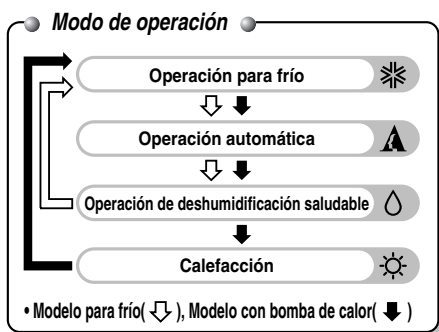 Modo de operación
Operación para frío
Operación automática
Operación de deshumidificación saludable
Calefacción
• Modelo para frío( ), Modelo con bomba de calor( )